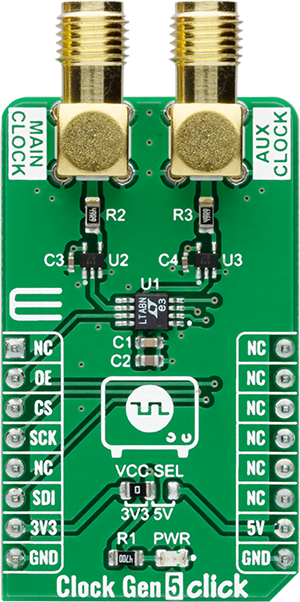 MAIN CLOCK
AUX CLOCK
R2
R3
C3
U2
C4
U3
U1
LTABN
e3
C1
C2
NC
NC
OE
NC
CS
NC
SCK
NC
NC
NC
SDI
NC
VCC SEL
3V3
3V3 5V
5V
0
GND
R1
PWR
GND
Clock Gen 5 click